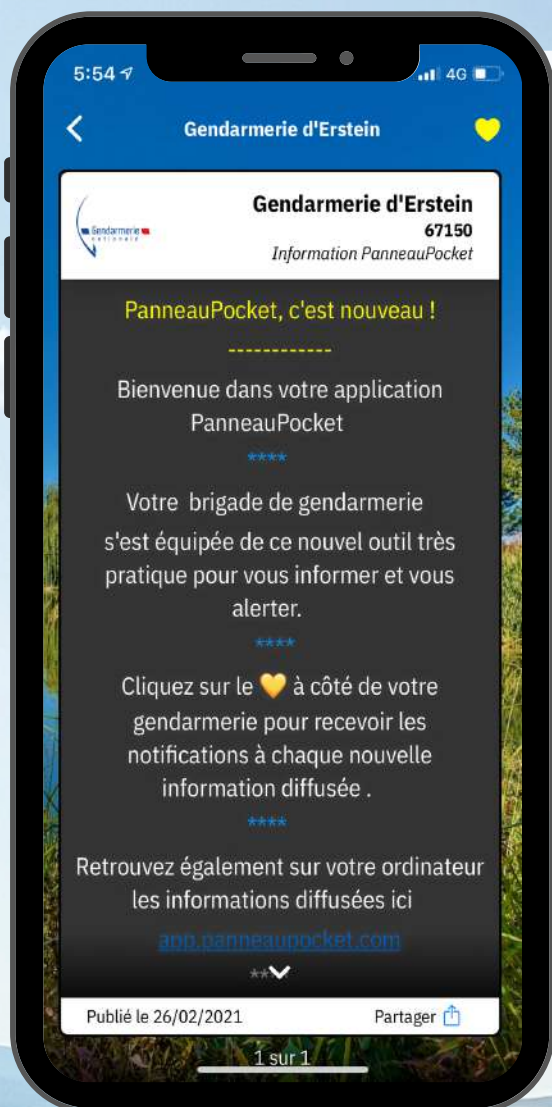 5:54
4G
Gendarmerie d'Erstein
Gendarmerie
nationale
Gendarmerie d'Erstein
67150
Information PanneauPocket
PanneauPocket, c'est nouveau !
------------
Bienvenue dans votre application
PanneauPocket
****
Votre brigade de gendarmerie
s'est équipée de ce nouvel outil très
pratique pour vous informer et vous
alerter.
****
Cliquez sur le 💛 à côté de votre
gendarmerie pour recevoir les
notifications à chaque nouvelle
information diffusée .
****
Retrouvez également sur votre ordinateur
les informations diffusées ici
app.panneaupocket.com
**
Publié le 26/02/2021
Partager
1 sur 1